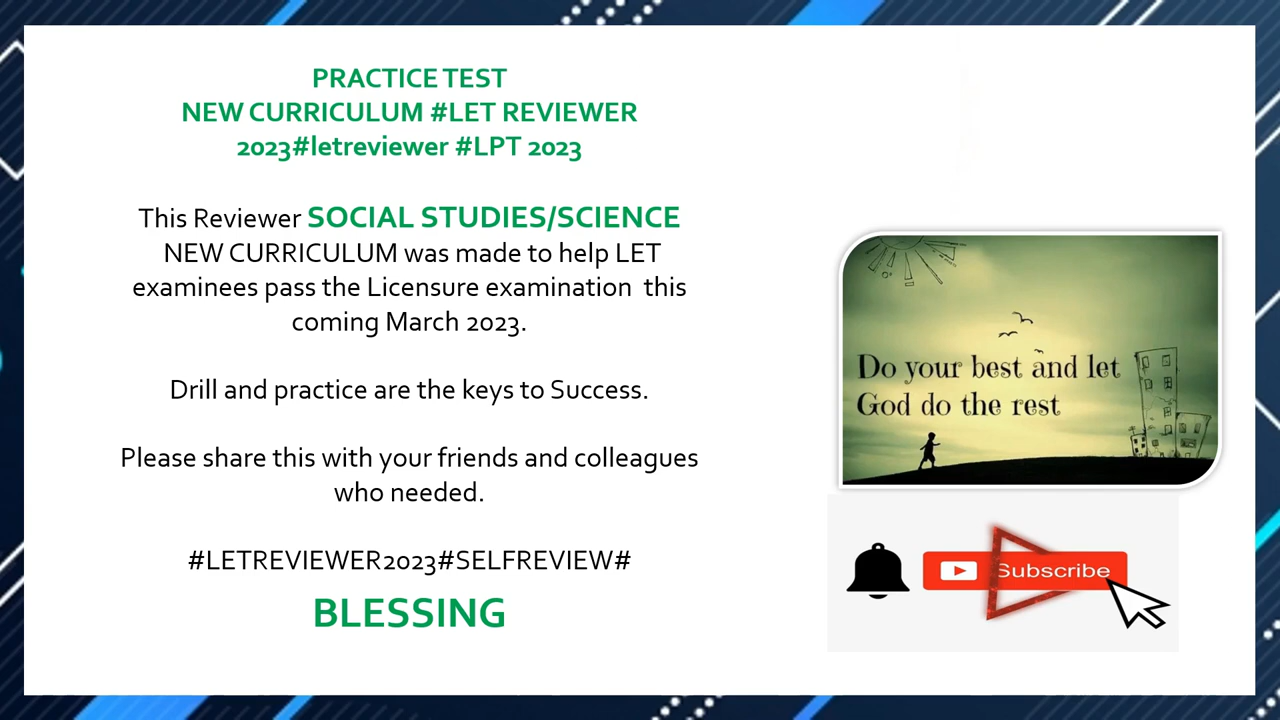 PRACTICE TEST
NEW CURRICULUM #LET REVIEWER
2023#letreviewer #LPT 2023
This Reviewer SOCIAL STUDIES/SCIENCE
NEW CURRICULUM was made to help LET
examinees pass the Licensure examination this
coming March 2023.
Drill and practice are the keys to Success.
Please share this with your friends and colleagues
who needed.
#LETREVIEWER2023#SELFREVIEW#
BLESSING
Do your best and let
God do the rest
Subscribe